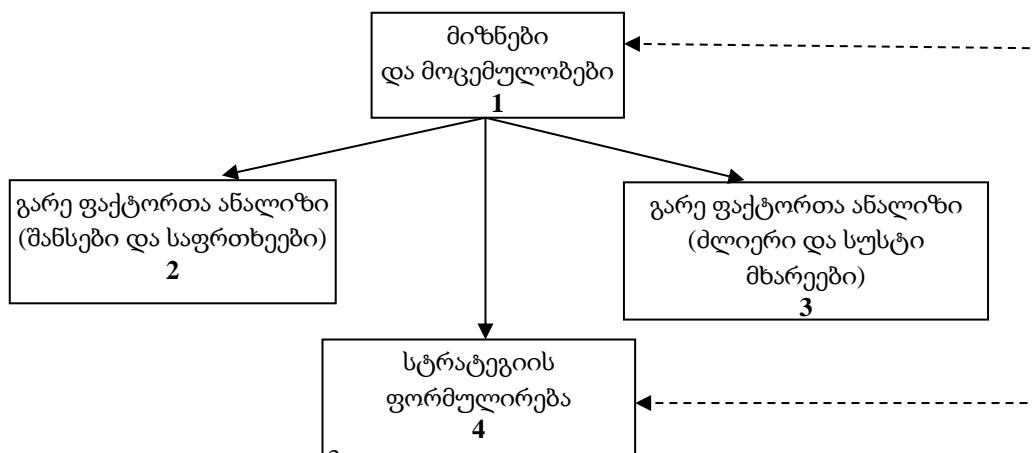 მიზნები
და მოცემულობები
1
გარე ფაქტორთა ანალიზი
(შანსები და საფრთხეები)
2
გარე ფაქტორთა ანალიზი
(ძლიერი და სუსტი
მხარეები)
3
სტრატეგიის
ფორმულირება
4